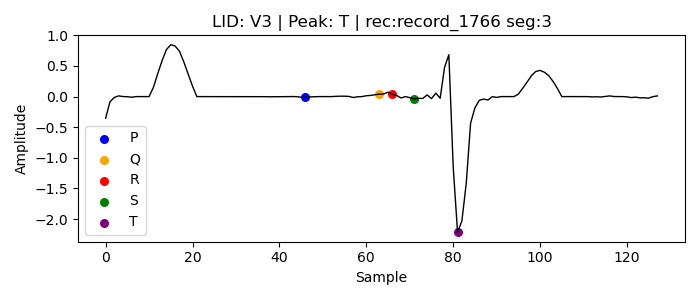 LID: V3 | Peak: T | rec:record_1766 seg:3
1.0
0.5
0.0
−0.5
−1.0
−1.5
−2.0
Amplitude
P
Q
R
S
T
0 20 40 60 80 100 120
Sample